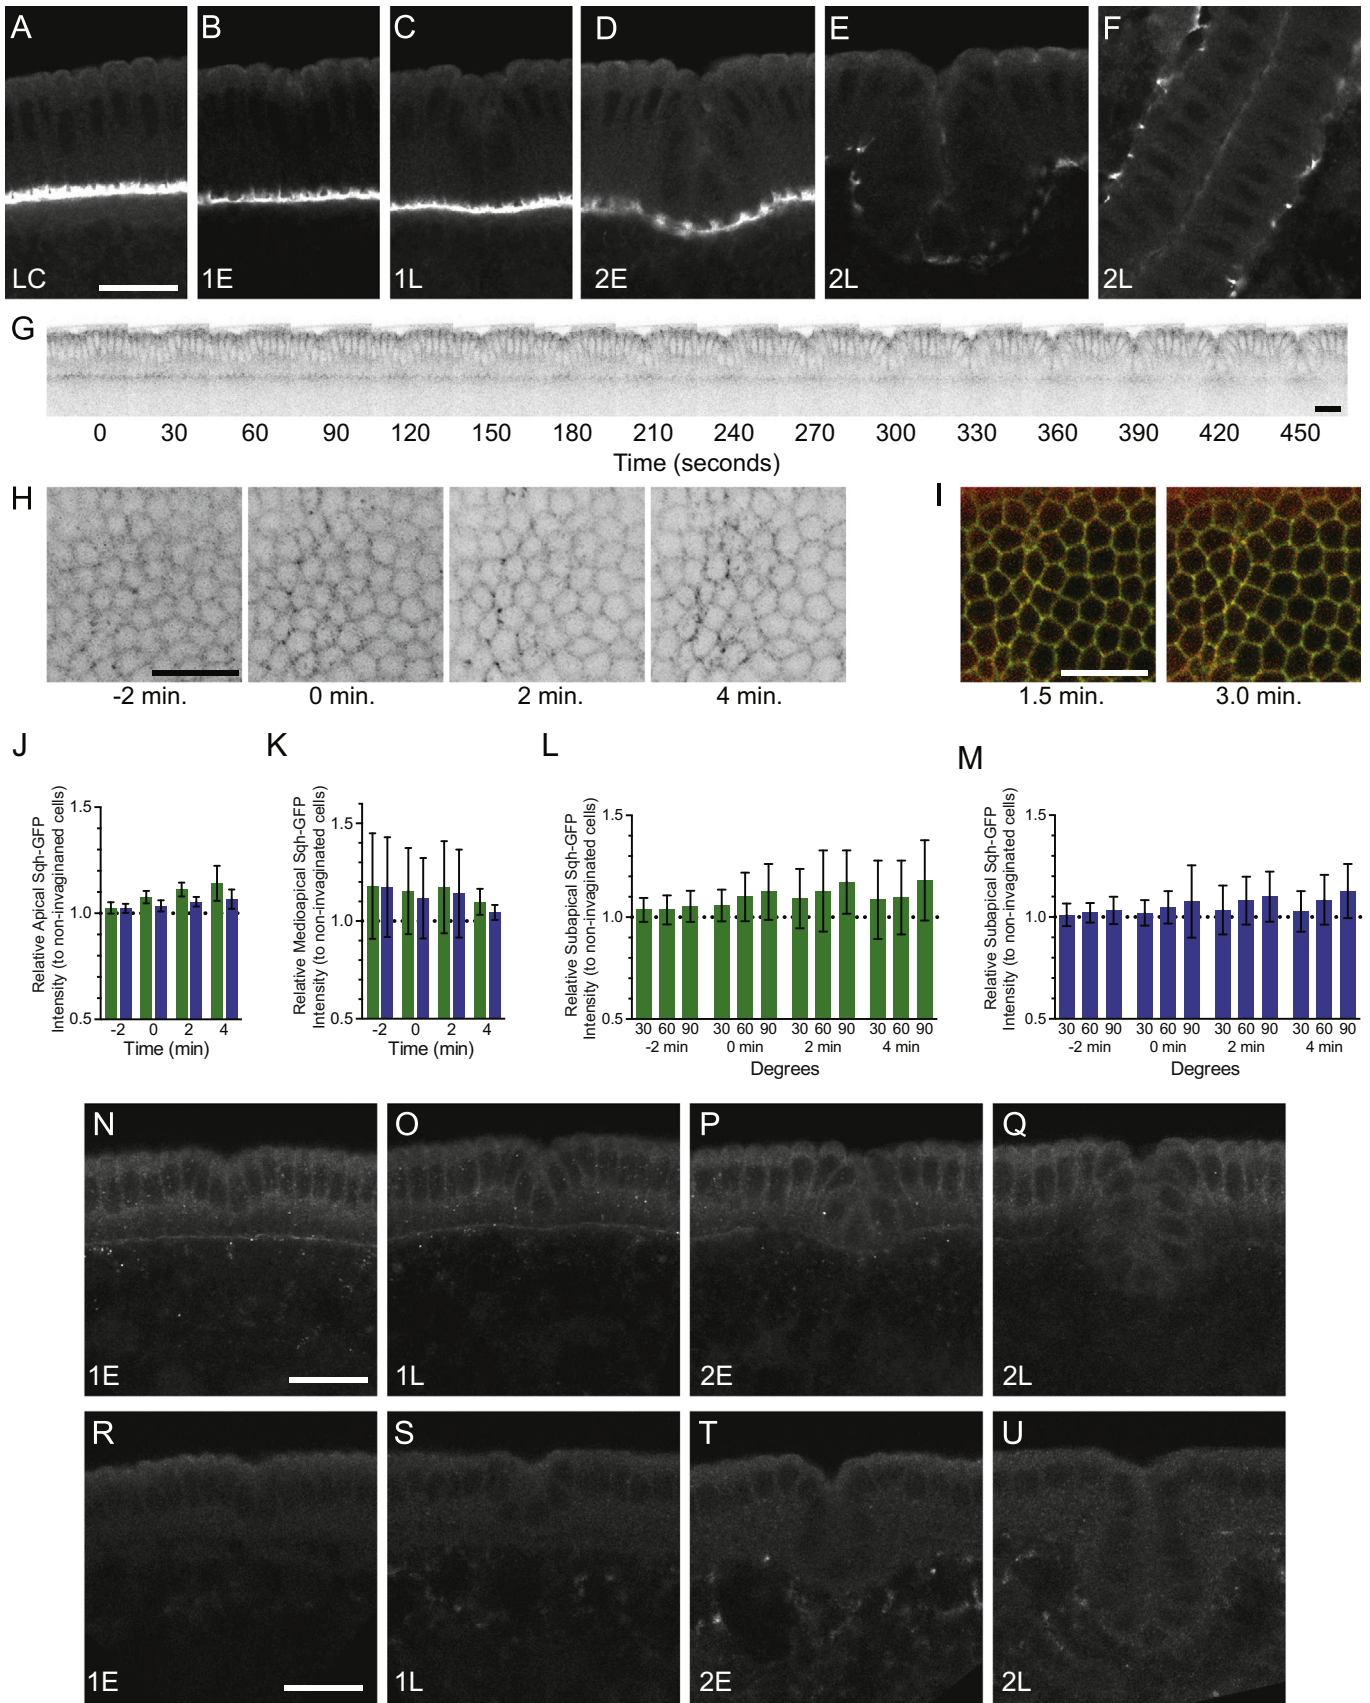 A B C D E F
LC 1E 1L 2E 2L 2L
G
0 30 60 90 120 150 180 210 240 270 300 330 360 390 420 450
Time (seconds)
H I
-2 min. 0 min. 2 min. 4 min. 1.5 min. 3.0 min.
J
Relative Apical Sqh-GFP
Intensity (to non-invaginaned cells)
1.5
1.0
0.5
-2 0 2 4
Time (min)
K
Relative Medioapical Sqh-GFP
Intensity (to non-invaginated cells)
1.5
1.0
0.5
-2 0 2 4
Time (min)
L
Relative Subapical Sqh-GFP
Intensity (to non-invaginated cells)
1.5
1.0
0.5
30 60 90 30 60 90 30 60 90 30 60 90
-2 min 0 min 2 min 4 min
Degrees
M
Relative Subapical Sqh-GFP
Intensity (to non-invaginated cells)
1.5
1.0
0.5
30 60 90 30 60 90 30 60 90 30 60 90
-2 min 0 min 2 min 4 min
Degrees
N O P Q
1E 1L 2E 2L
R S T U
1E 1L 2E 2L